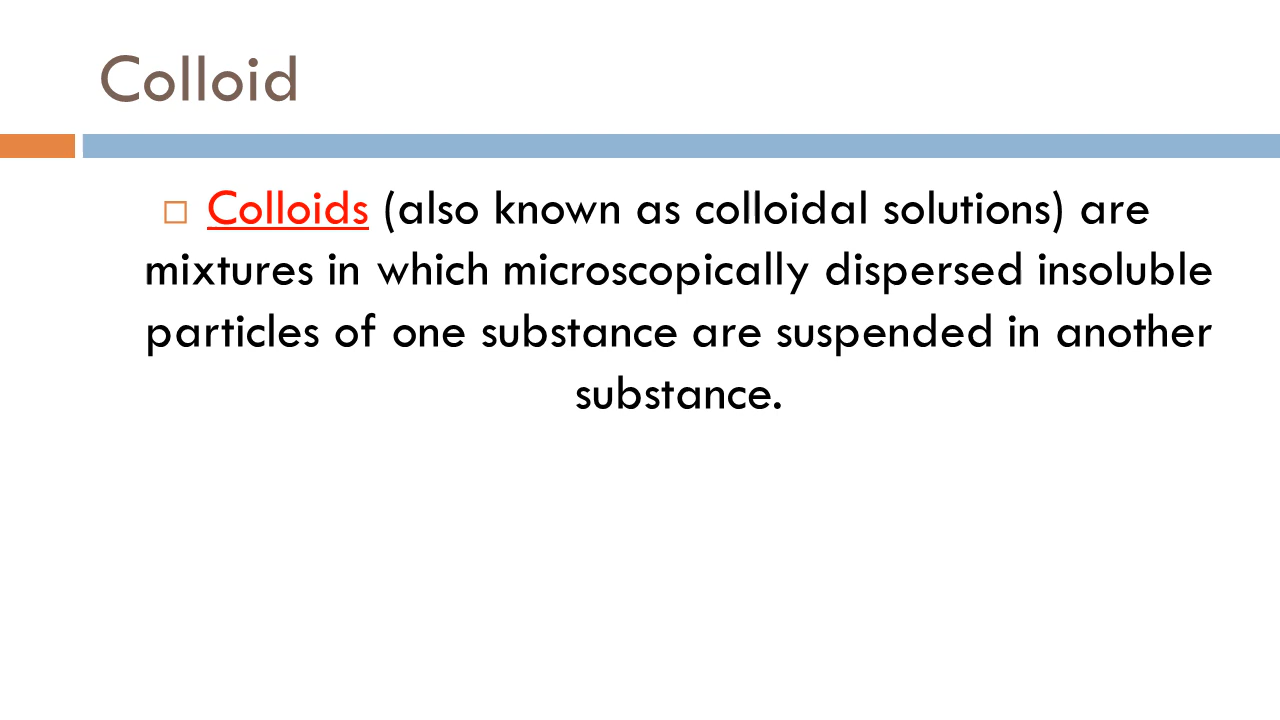 Colloid
Colloids (also known as colloidal solutions) are
mixtures in which microscopically dispersed insoluble
particles of one substance are suspended in another
substance.